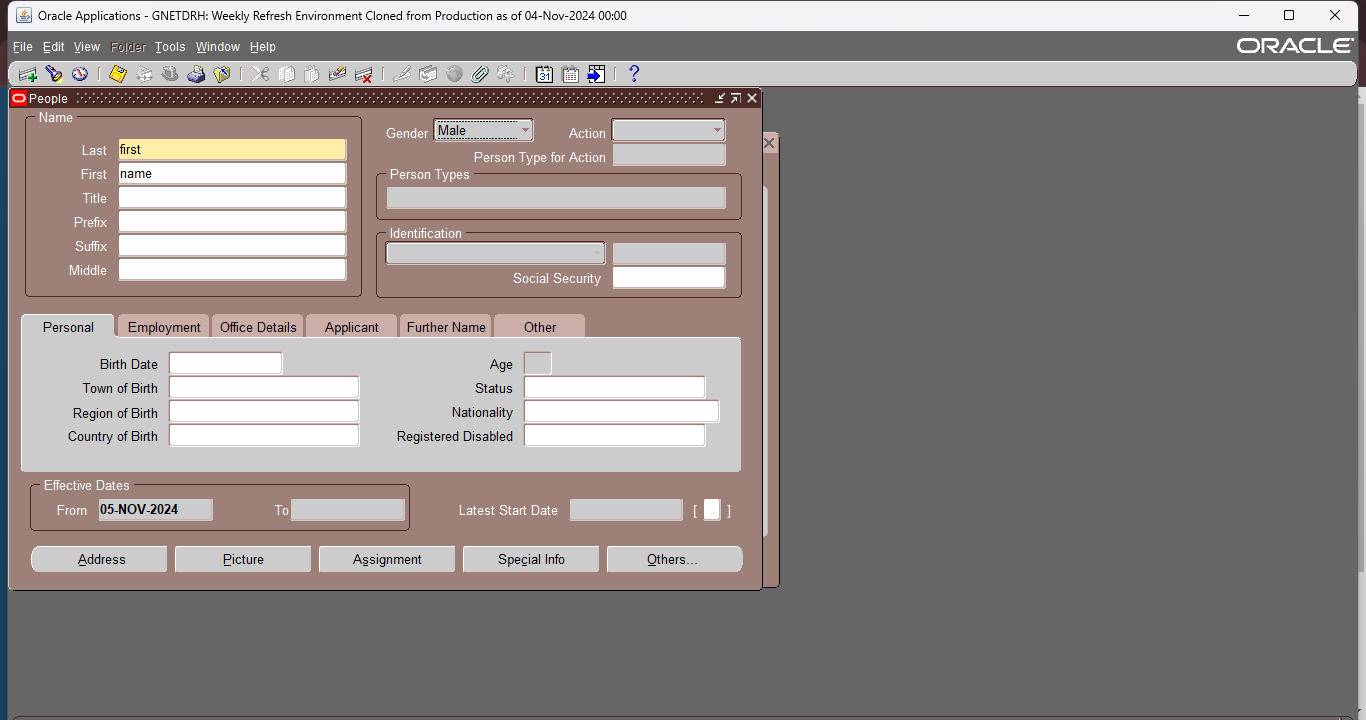 Oracle Applications - GNETDRH: Weekly Refresh Environment Cloned from Production as of 04-Nov-2024 00:00
File Edit View Folder Tools Window Help
ORACLE
People
Name
Last first
First name
Title
Prefix
Suffix
Middle
Gender Male Action
Person Type for Action
Person Types
Identification
Social Security
Personal Employment Office Details Applicant Further Name Other
Birth Date Age
Town of Birth Status
Region of Birth Nationality
Country of Birth Registered Disabled
Effective Dates
From 05-NOV-2024 To Latest Start Date [ ]
Address Picture Assignment Special Info Others...